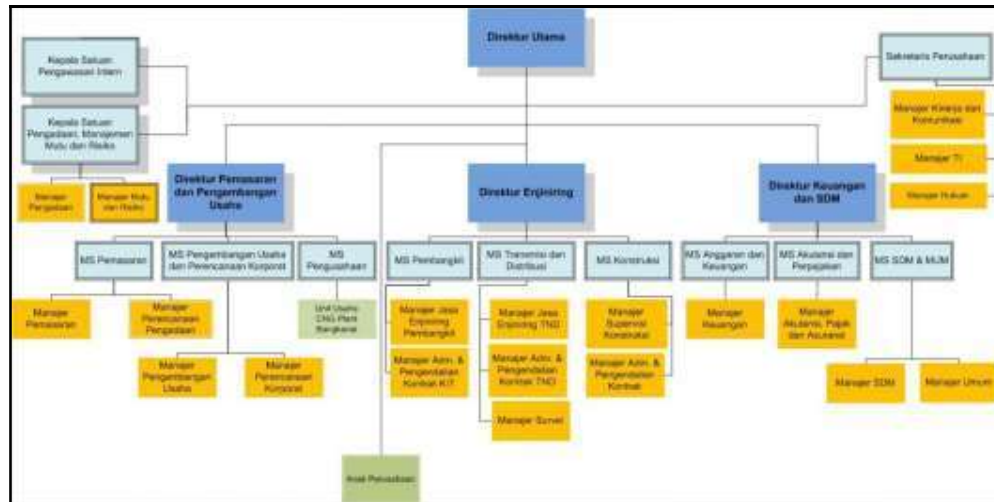 Direktur Utama
Kepala Satuan
Pengawasan Intern
Sekretaris Perusahaan
Kepala Satuan
Pengadaan, Manajemen
Mutu dan Risiko
Manajer Kinerja dan
Komunikasi
Manajer TI
Manajer Hukum
Manajer
Pengadaan
Manajer Mutu
dan Risiko
Direktur Pemasaran
dan Pengembangan
Usaha
Direktur Enjiniring
Direktur Keuangan
dan SDM
MS Pemasaran
MS Pengembangan Usaha
dan Perencanaan Korporat
MS
Pengusahaan
MS Pembangkit
MS Transmisi dan
Distribusi
MS Konstruksi
MS Anggaran dan
Keuangan
MS Akutansi dan
Perpajakan
MS SDM & MUM
Manajer
Pemasaran
Manajer
Perencanaan
Pengadaan
Unit Usaha
CNG Plant
Bangkanai
Manajer Jasa
Enjiniring
Pembangkit
Manajer Jasa
Enjiniring TND
Manajer
Supervisi
Konstruksi
Manajer
Keuangan
Manajer
Akutansi, Pajak
dan Asuransi
Manajer
Pengembangan
Usaha
Manajer
Perencanaan
Korporat
Manajer Adm. &
Pengendalian
Kontrak KIT
Manajer Adm. &
Pengendalian
Kontrak TND
Manajer Adm. &
Pengendalian
Kontrak
Manajer SDM
Manajer Umum
Manajer Survei
Anak Perusahaan